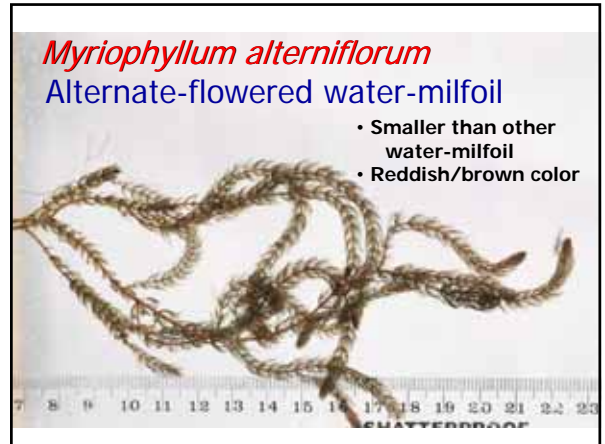 Myriophyllum alterniflorum
Alternate-flowered water-milfoil
• Smaller than other
water-milfoil
• Reddish/brown color
7 8 9 10 11 12 13 14 15 16 17 18 19 20 21 22 23
SHATTERPROOF